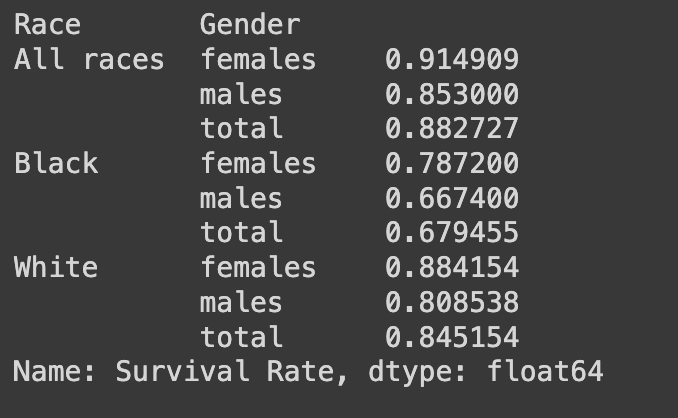 Race Gender
All races females 0.914909
males 0.853000
total 0.882727
Black females 0.787200
males 0.667400
total 0.679455
White females 0.884154
males 0.808538
total 0.845154
Name: Survival Rate, dtype: float64